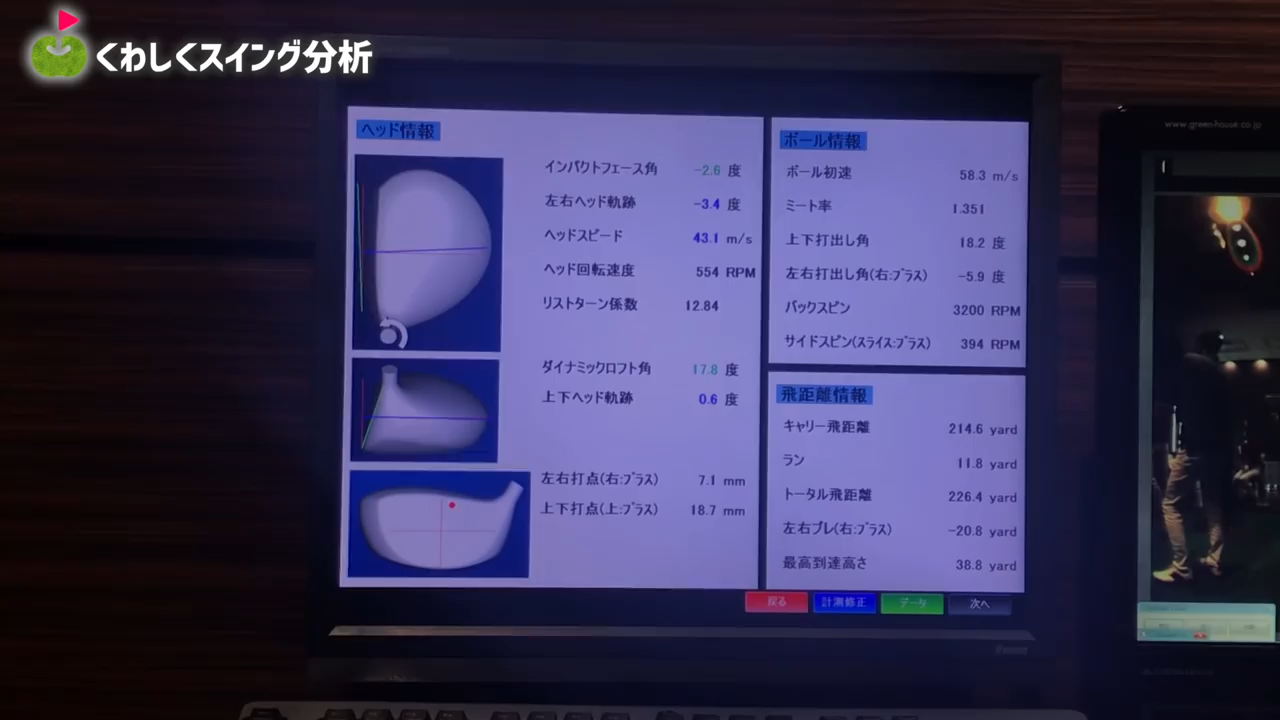 くわしくスイング分析
ヘッド情報
インパクトフェース角 -2.6 度
左右ヘッド軌跡 -3.4 度
ヘッドスピード 43.1 m/s
ヘッド回転速度 554 RPM
リストターン係数 12.84
ダイナミックロフト角 17.8 度
上下ヘッド軌跡 0.6 度
左右打点(右:プラス) 7.1 mm
上下打点(上:プラス) 18.7 mm
ボール情報
ボール初速 58.3 m/s
ミート率 1.351
上下打出し角 18.2 度
左右打出し角(右:プラス) -5.9 度
バックスピン 3200 RPM
サイドスピン(スライス:プラス) 394 RPM
飛距離情報
キャリー飛距離 214.6 yard
ラン 11.8 yard
トータル飛距離 226.4 yard
左右ブレ(右:プラス) -20.8 yard
最高到達高さ 38.8 yard
戻る 計測修正 データ 次へ
www.green-house.co.jp